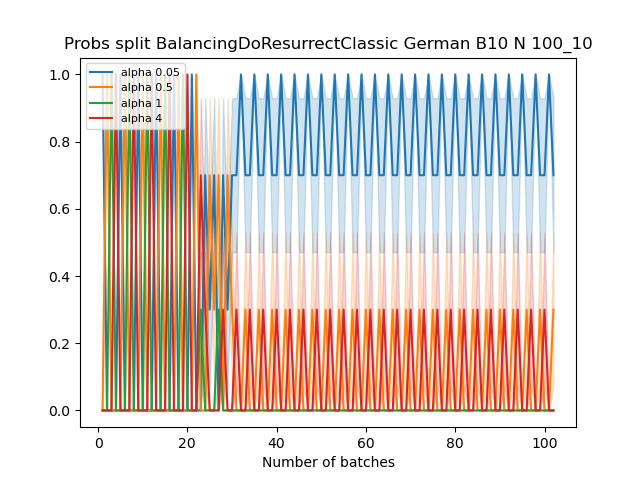 Probs split BalancingDoResurrectClassic German B10 N 100_10
alpha 0.05
alpha 0.5
alpha 1
alpha 4
1.0
0.8
0.6
0.4
0.2
0.0
0 20 40 60 80 100
Number of batches